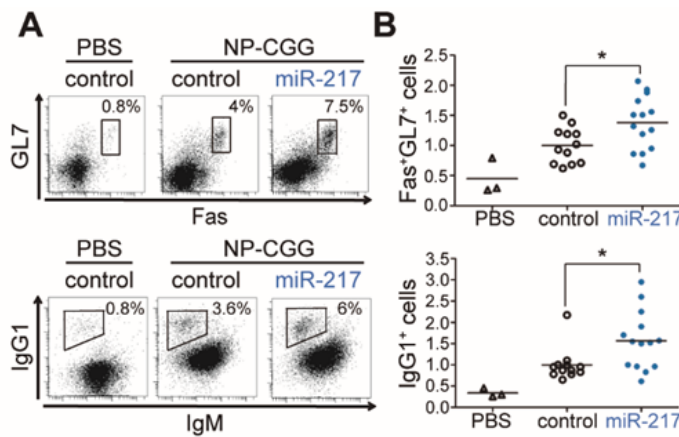 A
PBS
NP-CGG
control
control
miR-217
0.8%
4%
7.5%
GL7
Fas
PBS
NP-CGG
control
control
miR-217
0.8%
3.6%
6%
IgG1
IgM
B
Fas+GL7+ cells
2.5
2.0
1.5
1.0
0.5
0.0
*
PBS
control
miR-217
IgG1+ cells
3.5
3.0
2.5
2.0
1.5
1.0
0.5
0.0
*
PBS
control
miR-217